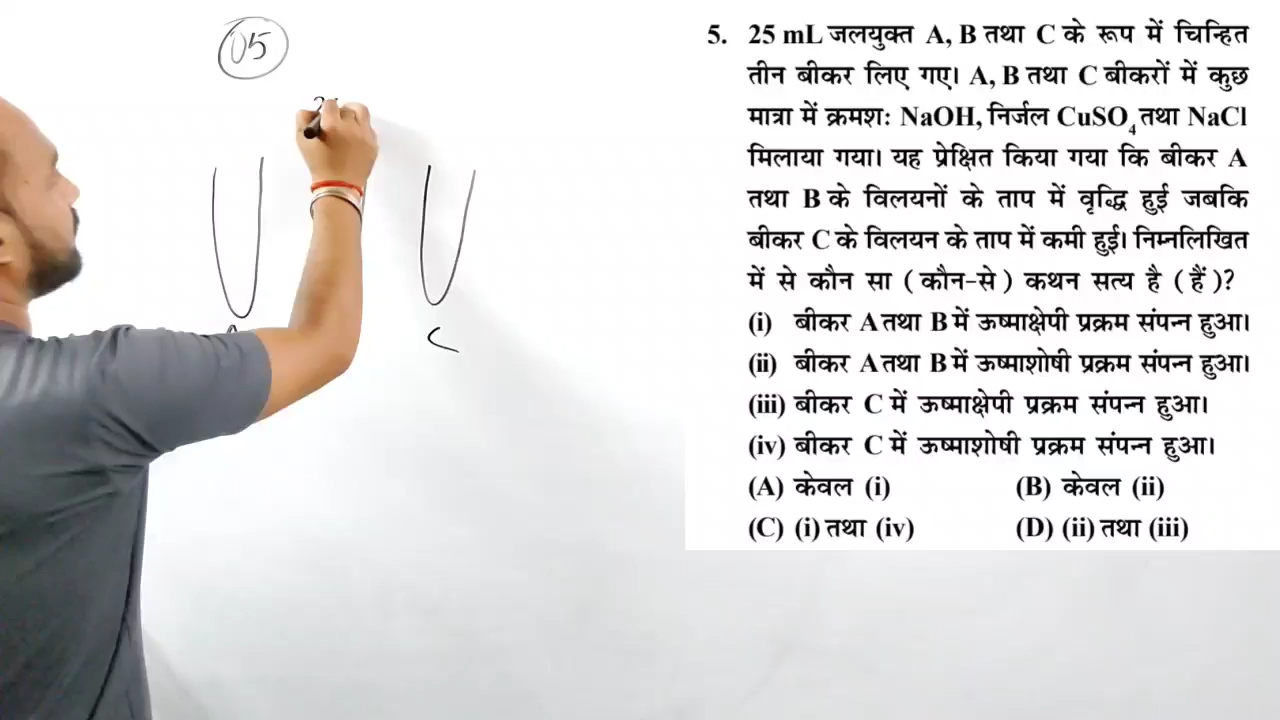 05
C
5. 25 mL जलयुक्त A, B तथा C के रूप में चिन्हित
तीन बीकर लिए गए। A, B तथा C बीकरों में कुछ
मात्रा में क्रमशः NaOH, निर्जल CuSO₄ तथा NaCl
मिलाया गया। यह प्रेक्षित किया गया कि बीकर A
तथा B के विलयनों के ताप में वृद्धि हुई जबकि
बीकर C के विलयन के ताप में कमी हुई। निम्नलिखित
में से कौन सा ( कौन-से ) कथन सत्य है ( हैं )?
(i) बीकर A तथा B में ऊष्माक्षेपी प्रक्रम संपन्न हुआ।
(ii) बीकर A तथा B में ऊष्माशोषी प्रक्रम संपन्न हुआ।
(iii) बीकर C में ऊष्माक्षेपी प्रक्रम संपन्न हुआ।
(iv) बीकर C में ऊष्माशोषी प्रक्रम संपन्न हुआ।
(A) केवल (i) (B) केवल (ii)
(C) (i) तथा (iv) (D) (ii) तथा (iii)